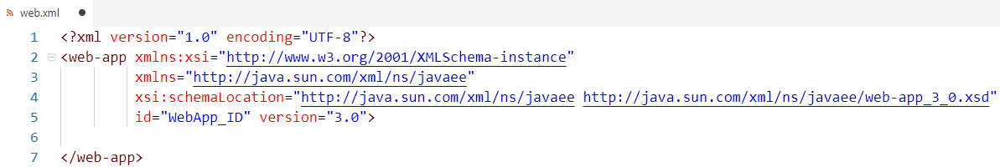 web.xml
1 <?xml version="1.0" encoding="UTF-8"?>
2 <web-app xmlns:xsi="http://www.w3.org/2001/XMLSchema-instance"
3 xmlns="http://java.sun.com/xml/ns/javaee"
4 xsi:schemaLocation="http://java.sun.com/xml/ns/javaee http://java.sun.com/xml/ns/javaee/web-app_3_0.xsd"
5 id="WebApp_ID" version="3.0">
6
7 </web-app>